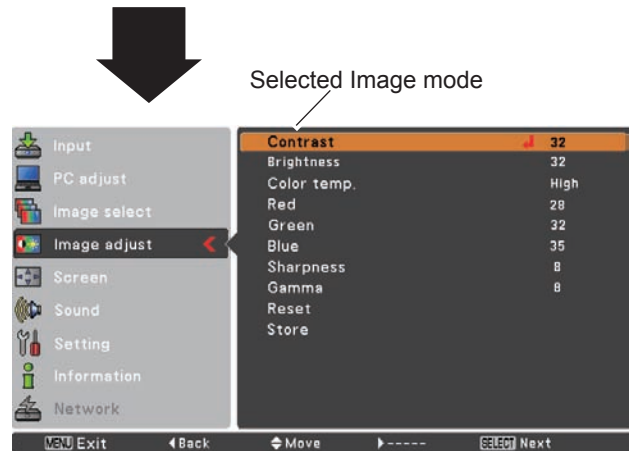 Selected Image mode
Input
PC adjust
Image select
Image adjust
Screen
Sound
Setting
Information
Network
Contrast 32
Brightness 32
Color temp. High
Red 28
Green 32
Blue 35
Sharpness 8
Gamma 8
Reset
Store
MENU Exit Back Move ----- SELECT Next